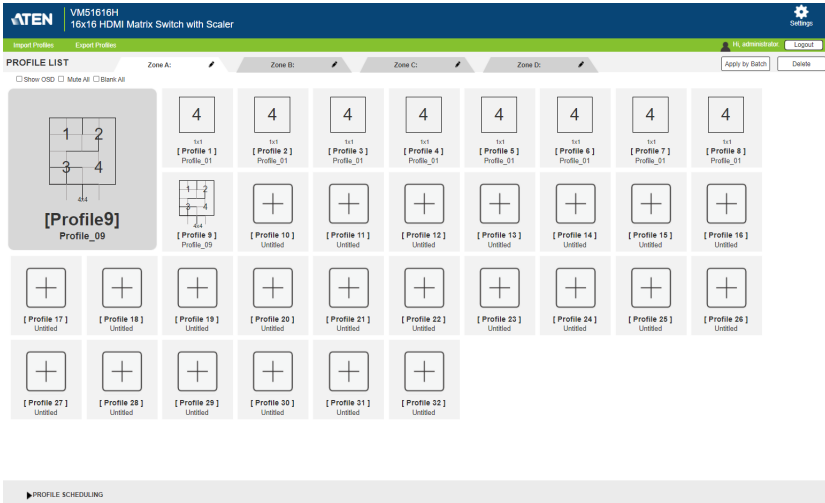 ATEN
VM51616H
16x16 HDMI Matrix Switch with Scaler
Settings
Import Profiles Export Profiles Hi, administrator Logout
PROFILE LIST Zone A: Zone B: Zone C: Zone D: Apply by Batch Delete
Show OSD Mute All Blank All
1 2
3 4
4x4
[Profile9]
Profile_09
4 4 4 4 4 4 4 4
1x1 1x1 1x1 1x1 1x1 1x1 1x1 1x1
[ Profile 1 ] [ Profile 2 ] [ Profile 3 ] [ Profile 4 ] [ Profile 5 ] [ Profile 6 ] [ Profile 7 ] [ Profile 8 ]
Profile_01 Profile_01 Profile_01 Profile_01 Profile_01 Profile_01 Profile_01 Profile_01
1 2
3 4
4x4
[ Profile 9 ] [ Profile 10 ] [ Profile 11 ] [ Profile 12 ] [ Profile 13 ] [ Profile 14 ] [ Profile 15 ] [ Profile 16 ]
Profile_09 Untitled Untitled Untitled Untitled Untitled Untitled Untitled
[ Profile 17 ] [ Profile 18 ] [ Profile 19 ] [ Profile 20 ] [ Profile 21 ] [ Profile 22 ] [ Profile 23 ] [ Profile 24 ] [ Profile 25 ] [ Profile 26 ]
Untitled Untitled Untitled Untitled Untitled Untitled Untitled Untitled Untitled Untitled
[ Profile 27 ] [ Profile 28 ] [ Profile 29 ] [ Profile 30 ] [ Profile 31 ] [ Profile 32 ]
Untitled Untitled Untitled Untitled Untitled Untitled
PROFILE SCHEDULING